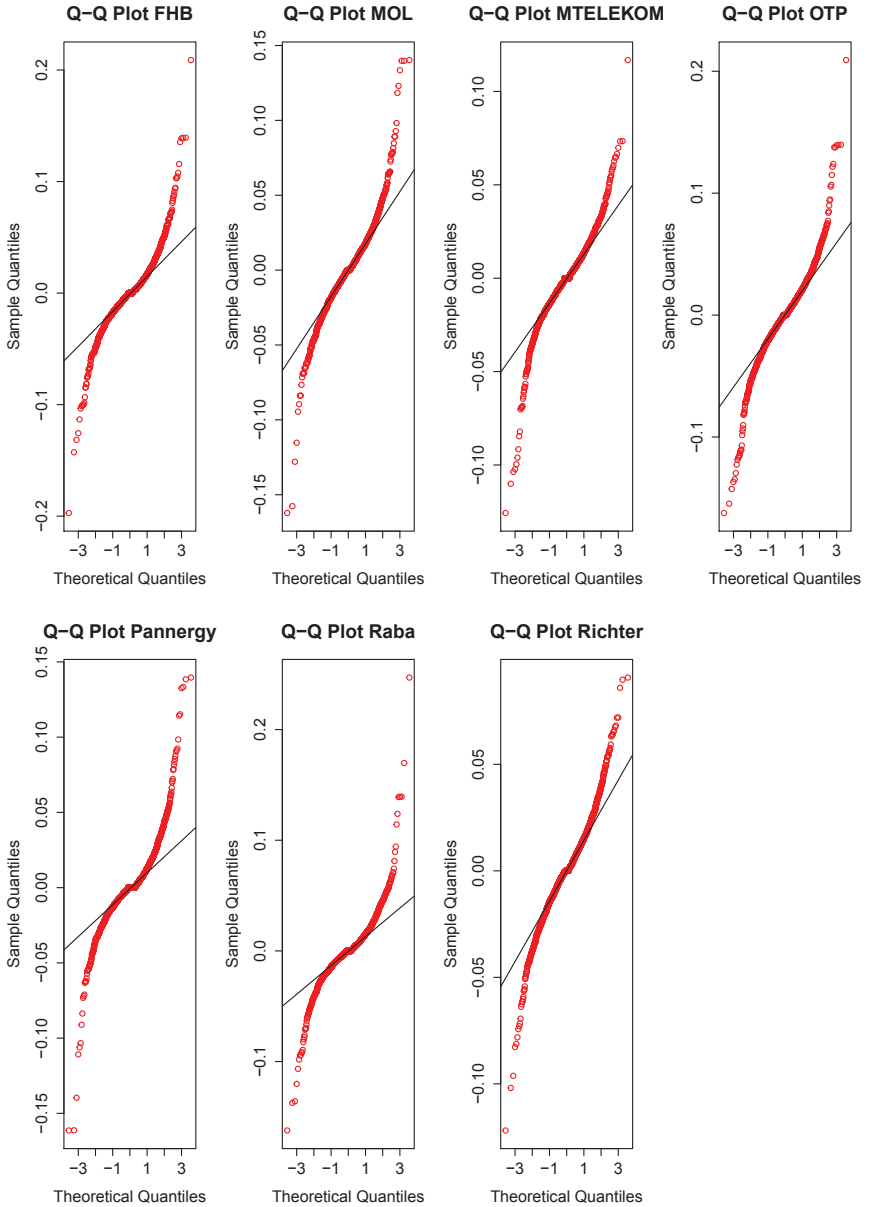 Q−Q Plot FHB
Sample Quantiles
0.2
0.1
0.0
−0.1
−0.2
−3 −1 1 3
Theoretical Quantiles
Q−Q Plot MOL
Sample Quantiles
0.15
0.10
0.05
0.00
−0.05
−0.10
−0.15
−3 −1 1 3
Theoretical Quantiles
Q−Q Plot MTELEKOM
Sample Quantiles
0.10
0.05
0.00
−0.05
−0.10
−3 −1 1 3
Theoretical Quantiles
Q−Q Plot OTP
Sample Quantiles
0.2
0.1
0.0
−0.1
−3 −1 1 3
Theoretical Quantiles
Q−Q Plot Pannergy
Sample Quantiles
0.15
0.10
0.05
0.00
−0.05
−0.10
−0.15
−3 −1 1 3
Theoretical Quantiles
Q−Q Plot Raba
Sample Quantiles
0.2
0.1
0.0
−0.1
−3 −1 1 3
Theoretical Quantiles
Q−Q Plot Richter
Sample Quantiles
0.05
0.00
−0.05
−0.10
−3 −1 1 3
Theoretical Quantiles